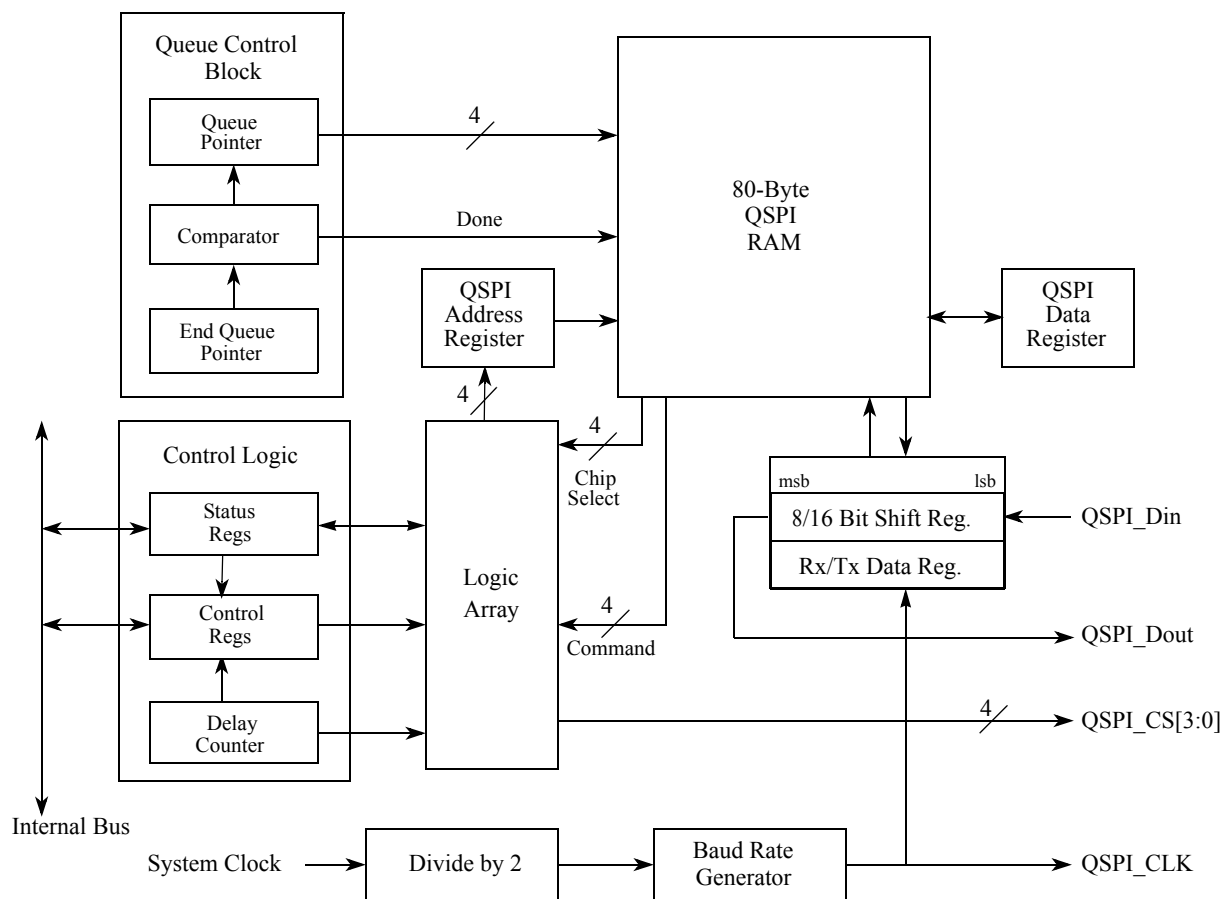 Queue Control
Block
Queue
Pointer
4
Comparator
Done
End Queue
Pointer
80-Byte
QSPI
RAM
QSPI
Address
Register
QSPI
Data
Register
4
4
Chip
Select
Control Logic
Status
Regs
Control
Regs
Delay
Counter
Logic
Array
4
Command
msb
lsb
8/16 Bit Shift Reg.
Rx/Tx Data Reg.
QSPI_Din
QSPI_Dout
4
QSPI_CS[3:0]
Internal Bus
System Clock
Divide by 2
Baud Rate
Generator
QSPI_CLK